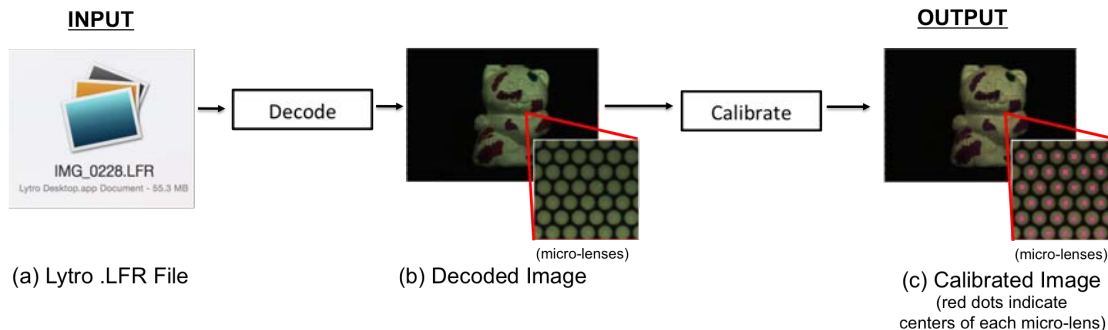 INPUT
OUTPUT
IMG_0228.LFR
Lytro Desktop.app Document - 55.3 MB
Decode
Calibrate
(micro-lenses)
(micro-lenses)
(a) Lytro .LFR File
(b) Decoded Image
(c) Calibrated Image
(red dots indicate
centers of each micro-lens)